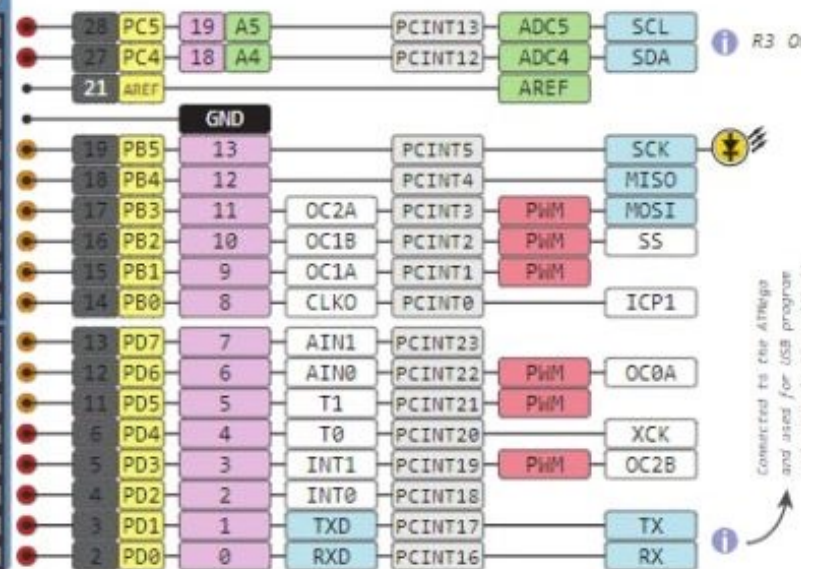 28 PC5 19 A5 PCINT13 ADC5 SCL
27 PC4 18 A4 PCINT12 ADC4 SDA
21 AREF AREF
GND
19 PB5 13 PCINT5 SCK
18 PB4 12 PCINT4 MISO
17 PB3 11 OC2A PCINT3 PWM MOSI
16 PB2 10 OC1B PCINT2 PWM SS
15 PB1 9 OC1A PCINT1 PWM
14 PB0 8 CLKO PCINT0 ICP1
13 PD7 7 AIN1 PCINT23
12 PD6 6 AIN0 PCINT22 PWM OC0A
11 PD5 5 T1 PCINT21 PWM
6 PD4 4 T0 PCINT20 XCK
5 PD3 3 INT1 PCINT19 PWM OC2B
4 PD2 2 INT0 PCINT18
3 PD1 1 TXD PCINT17 TX
2 PD0 0 RXD PCINT16 RX
i R3 O
i
Connected to the ATMega
and used for USB program